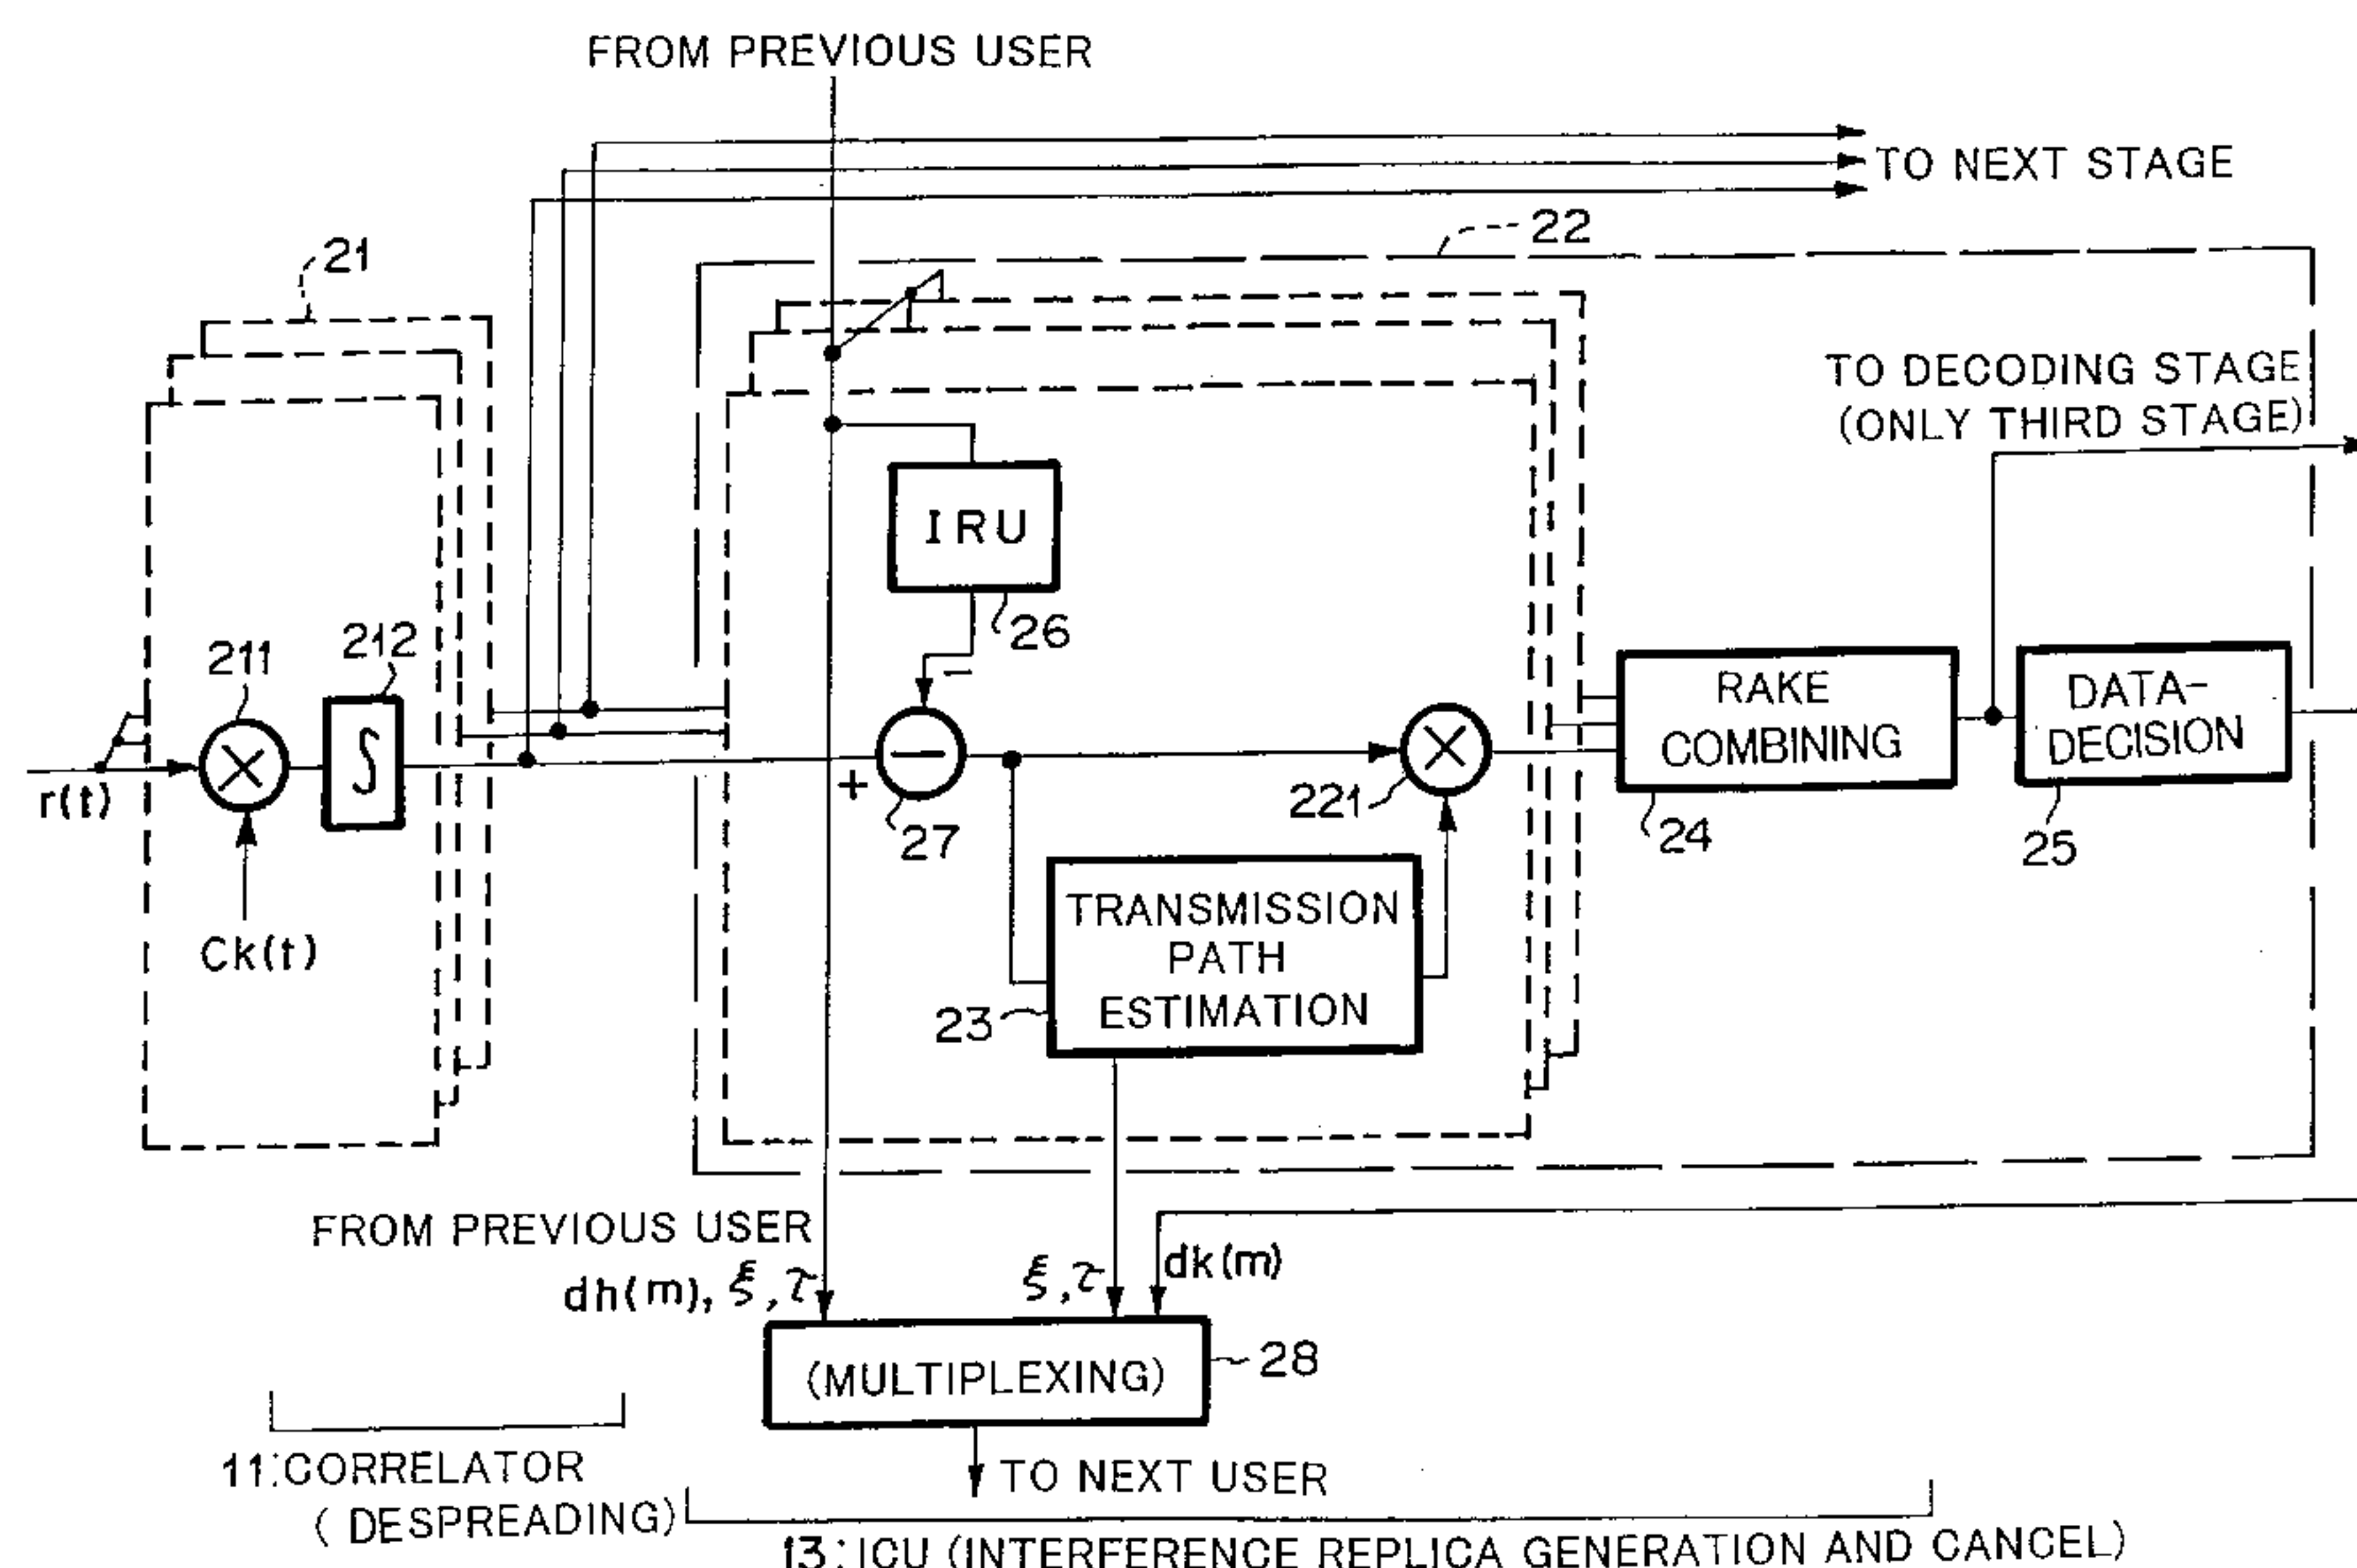 FROM PREVIOUS USER
TO NEXT STAGE
22
21
TO DECODING STAGE
(ONLY THIRD STAGE)
IRU
26
211
212
−
RAKE
COMBINING
DATA-
DECISION
r(t)
+
27
221
24
25
Ck(t)
TRANSMISSION
PATH
ESTIMATION
23
FROM PREVIOUS USER
dh(m), ξ, τ
ξ, τ
dk(m)
(MULTIPLEXING)
28
11:CORRELATOR
( DESPREADING)
TO NEXT USER
13:ICU (INTERFERENCE REPLICA GENERATION AND CANCEL)